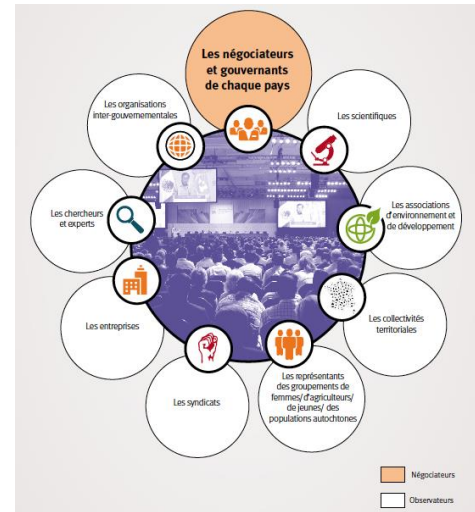 Les négociateurs
et gouvernants
de chaque pays
Les organisations
inter-gouvernementales
Les scientifiques
Les chercheurs
et experts
Les associations
d'environnement et
de développement
Les entreprises
Les collectivités
territoriales
Les syndicats
Les représentants
des groupements de
femmes/d'agriculteurs/
de jeunes/ des
populations autochtones
Négociateurs
Observateurs